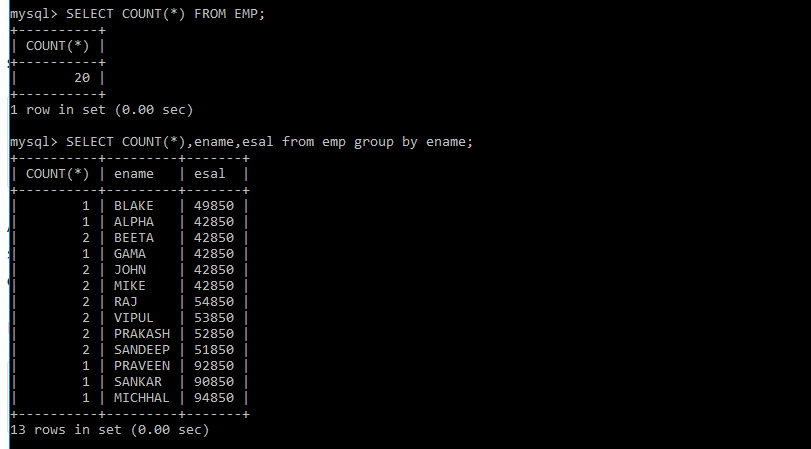 mysql> SELECT COUNT(*) FROM EMP;
+----------+
| COUNT(*) |
+----------+
|       20 |
+----------+
1 row in set (0.00 sec)

mysql> SELECT COUNT(*),ename,esal from emp group by ename;
+----------+---------+-------+
| COUNT(*) | ename   | esal  |
+----------+---------+-------+
|        1 | BLAKE   | 49850 |
|        1 | ALPHA   | 42850 |
|        2 | BEETA   | 42850 |
|        1 | GAMA    | 42850 |
|        2 | JOHN    | 42850 |
|        2 | MIKE    | 42850 |
|        2 | RAJ     | 54850 |
|        2 | VIPUL   | 53850 |
|        2 | PRAKASH | 52850 |
|        2 | SANDEEP | 51850 |
|        1 | PRAVEEN | 92850 |
|        1 | SANKAR  | 90850 |
|        1 | MICHHAL | 94850 |
+----------+---------+-------+
13 rows in set (0.00 sec)